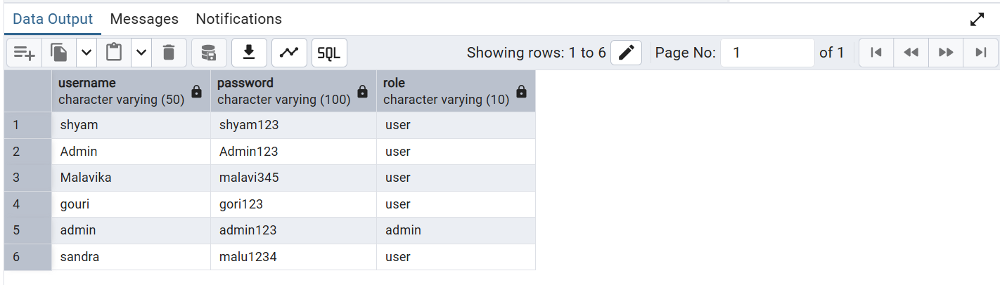 Data Output Messages Notifications
SQL Showing rows: 1 to 6 Page No: 1 of 1
username password role
character varying (50) character varying (100) character varying (10)
1 shyam shyam123 user
2 Admin Admin123 user
3 Malavika malavi345 user
4 gouri gori123 user
5 admin admin123 admin
6 sandra malu1234 user